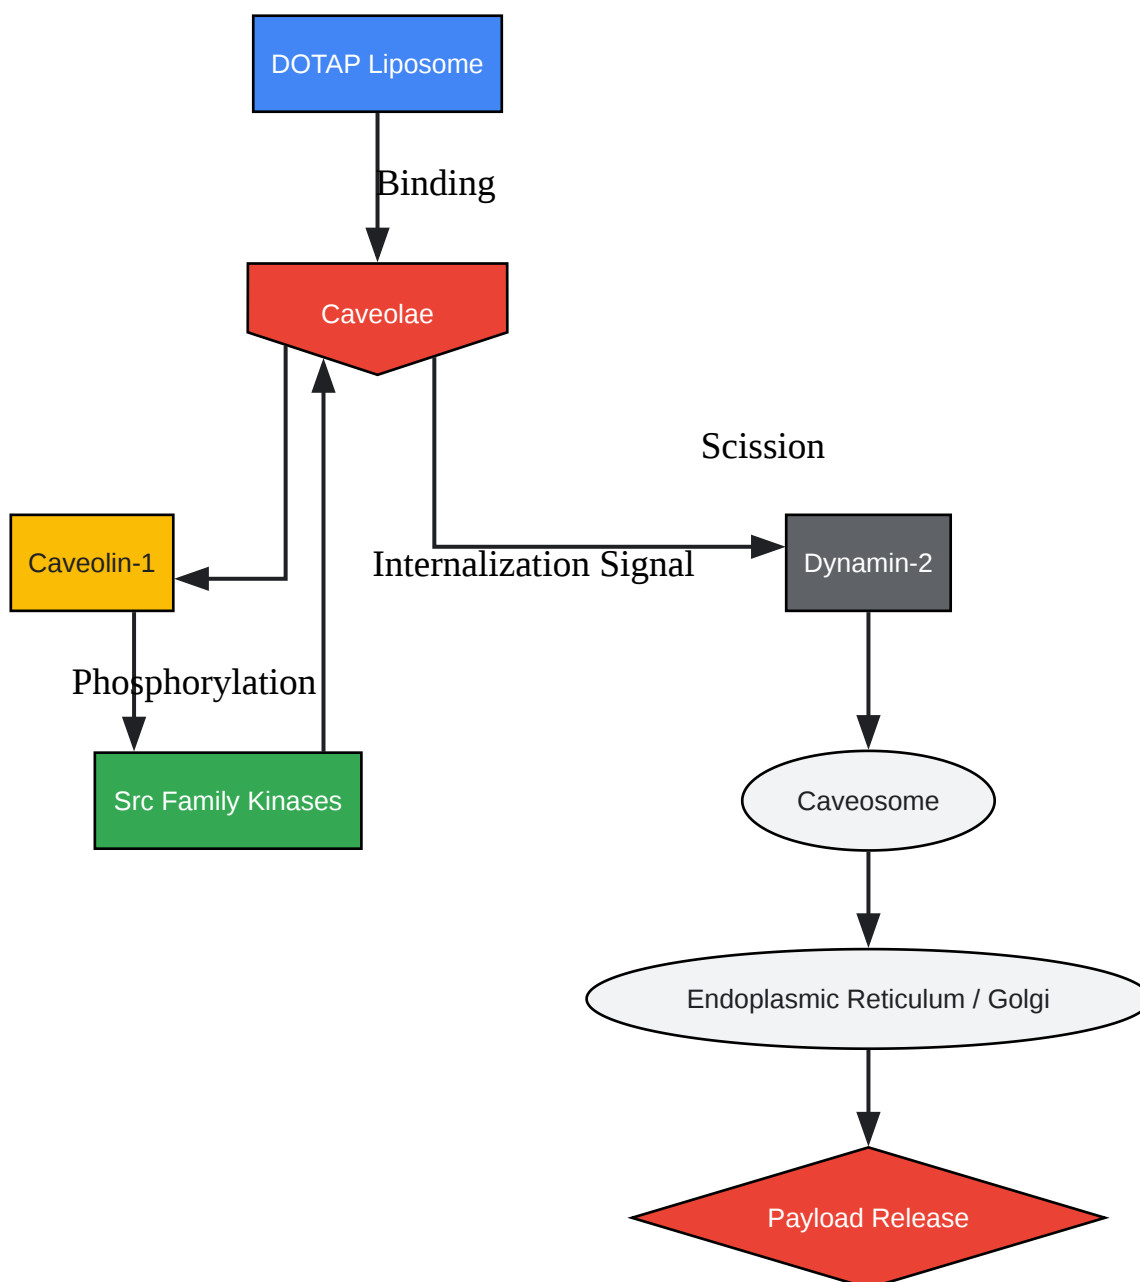 DOTAP Liposome
Binding
Caveolae
Scission
Caveolin-1
Internalization Signal
Dynamin-2
Phosphorylation
Src Family Kinases
Caveosome
Endoplasmic Reticulum / Golgi
Payload Release